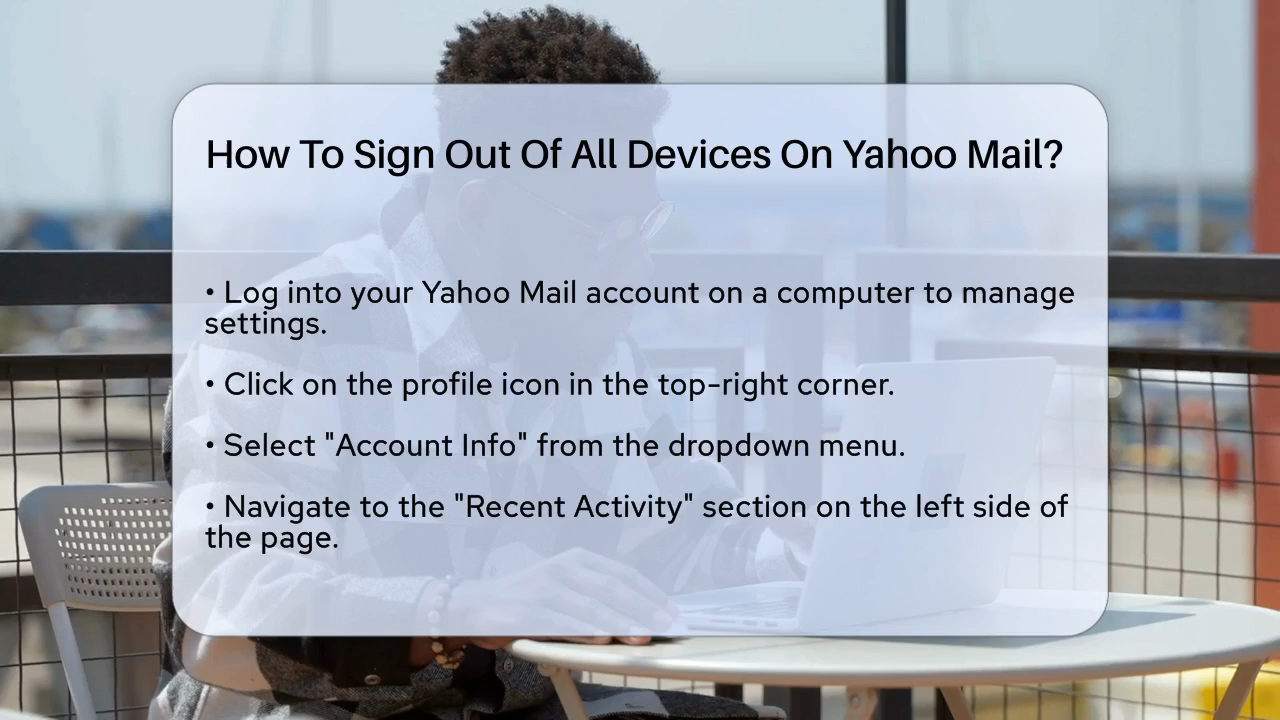 How To Sign Out Of All Devices On Yahoo Mail?
• Log into your Yahoo Mail account on a computer to manage
settings.
• Click on the profile icon in the top-right corner.
• Select "Account Info" from the dropdown menu.
• Navigate to the "Recent Activity" section on the left side of
the page.